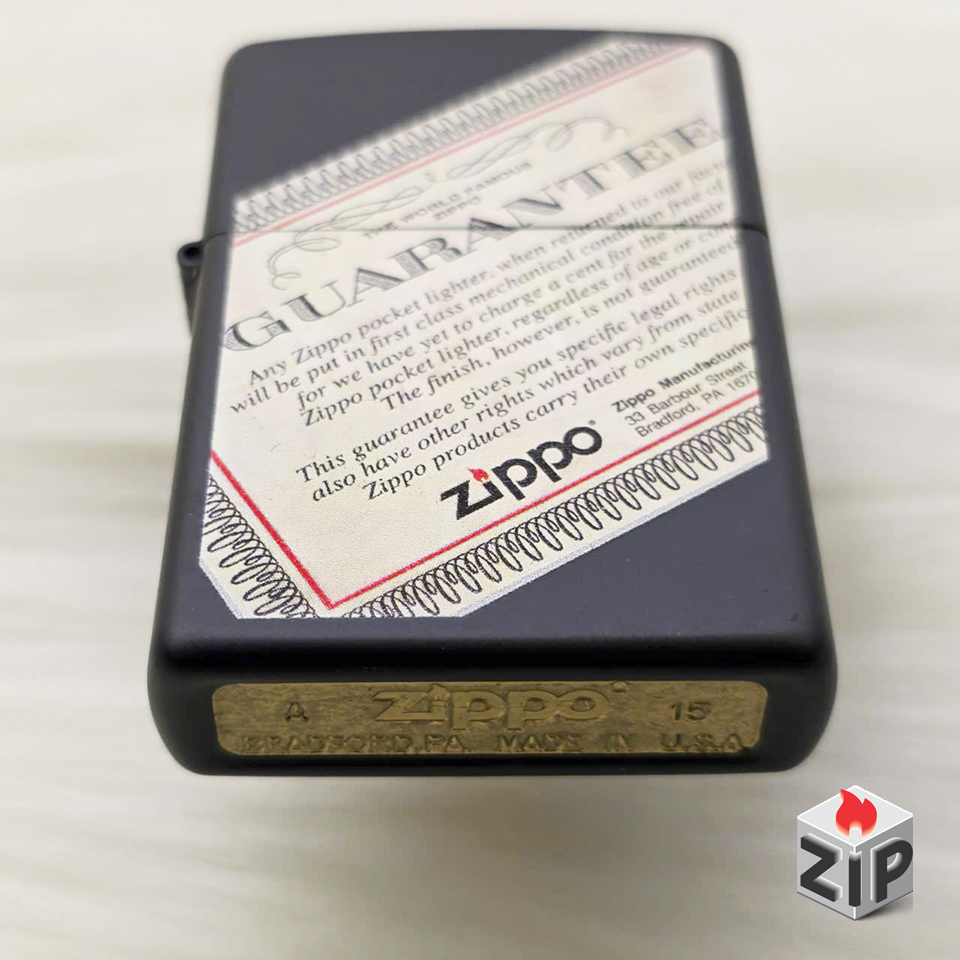 THE WORLD FAMOUS
ZIPPO
GUARANTEE
Any Zippo pocket lighter, when returned to our
will be put in first class mechanical condition free of
for we have yet to charge a cent for the repair
Zippo pocket lighter, regardless of age or
The finish, however, is not guaranteed
This guarantee gives you specific legal rights
also have other rights which vary from state
Zippo products carry their own specific
zippo
Zippo Manufacturing
33 Barbour Street
Bradford, PA
A zippo 15
BRADFORD, PA. MADE IN U.S.A.
ZiP